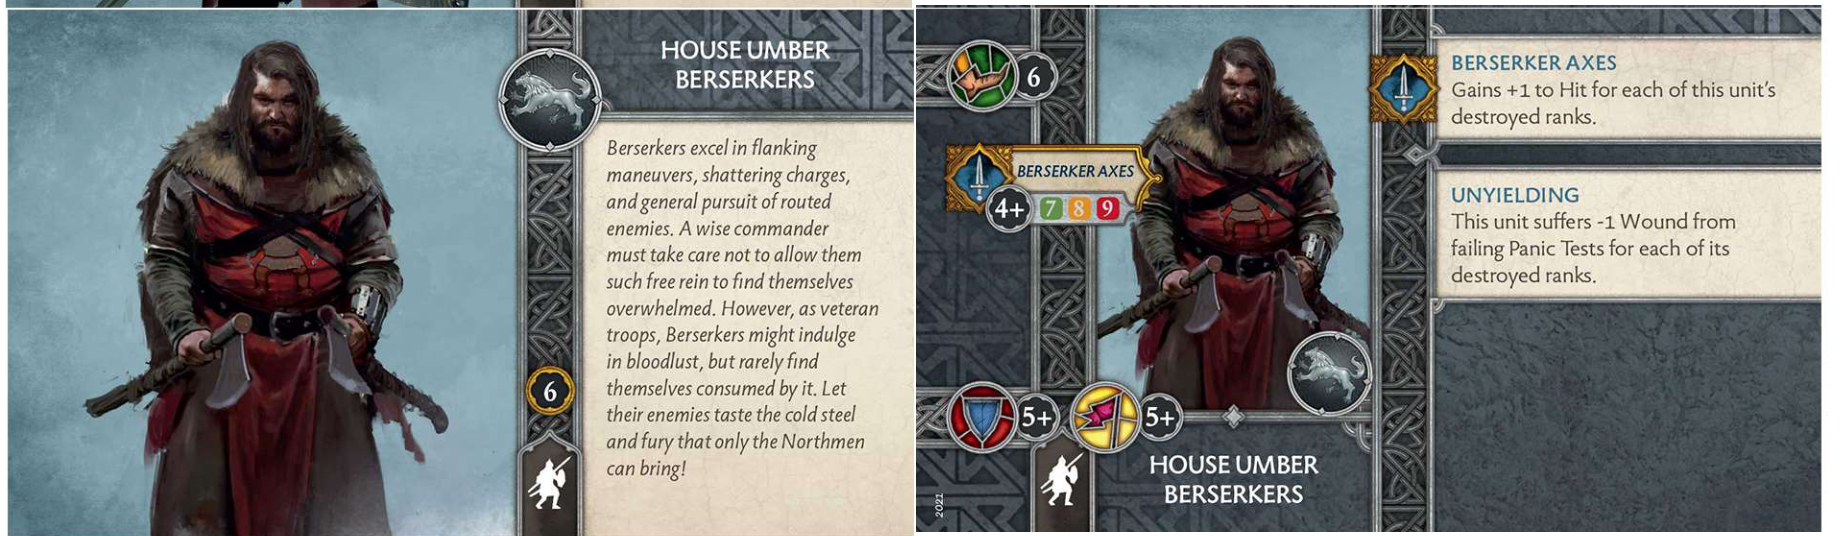 HOUSE UMBER
BERSERKERS
Berserkers excel in flanking
maneuvers, shattering charges,
and general pursuit of routed
enemies. A wise commander
must take care not to allow them
such free rein to find themselves
overwhelmed. However, as veteran
troops, Berserkers might indulge
in bloodlust, but rarely find
themselves consumed by it. Let
their enemies taste the cold steel
and fury that only the Northmen
can bring!
6
6
BERSERKER AXES
4+ 7 8 9
5+ 5+
HOUSE UMBER
BERSERKERS
2021
BERSERKER AXES
Gains +1 to Hit for each of this unit's
destroyed ranks.
UNYIELDING
This unit suffers -1 Wound from
failing Panic Tests for each of its
destroyed ranks.